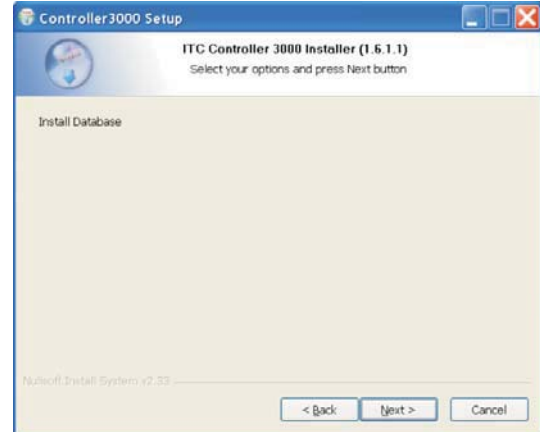 Controller3000 Setup
ITC Controller 3000 Installer (1.6.1.1)
Select your options and press Next button
Install Database
Nullsoft Install System v2.33
< Back
Next >
Cancel